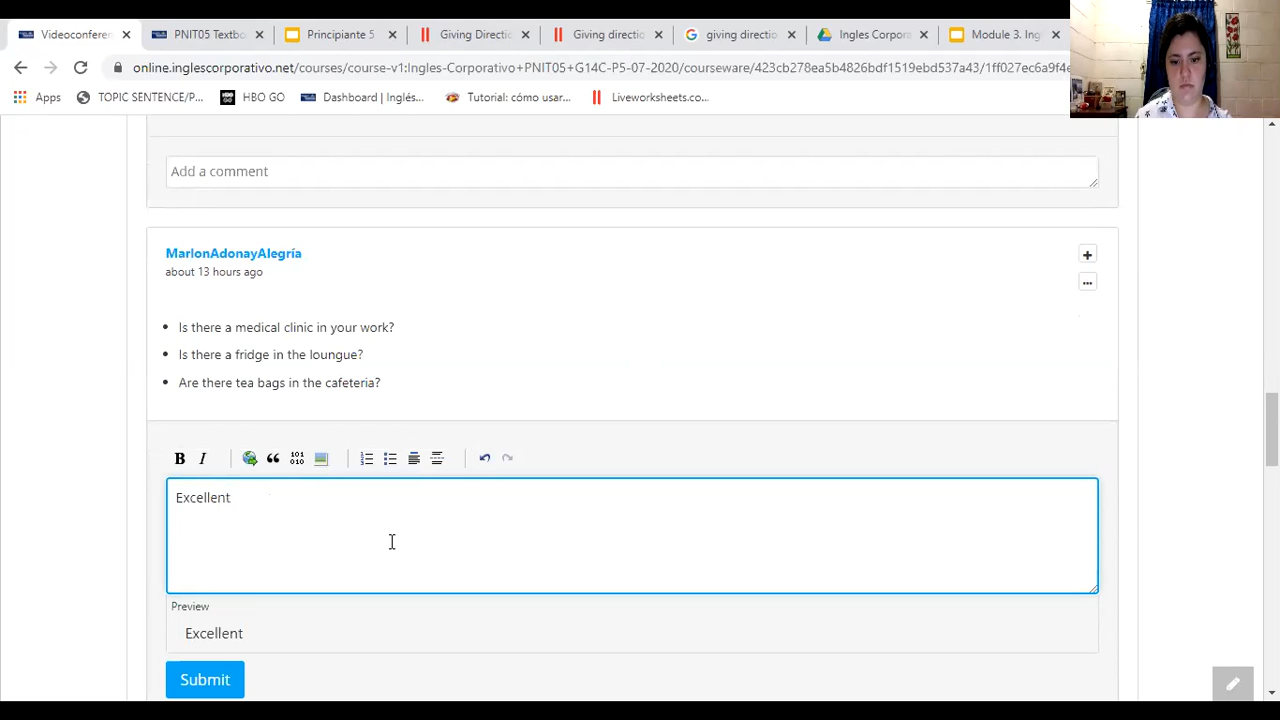 Videoconferen
PNIT05 Textbo
Principiante 5
Giving Directio
Giving directio
giving directio
Ingles Corpora
Module 3. Ing
online.inglescorporativo.net/courses/course-v1:Ingles-Corporativo+PNIT05+G14C-P5-07-2020/courseware/423cb278ea5b4826bdf1519ebd537a43/1ff027ec6a9f4e
Apps
TOPIC SENTENCE/P...
HBO GO
Dashboard | Inglés...
Tutorial: cómo usar...
Liveworksheets.co...
Add a comment
MarlonAdonayAlegría
about 13 hours ago
Is there a medical clinic in your work?
Is there a fridge in the loungue?
Are there tea bags in the cafeteria?
B I
101
010
Excellent
Preview
Excellent
Submit